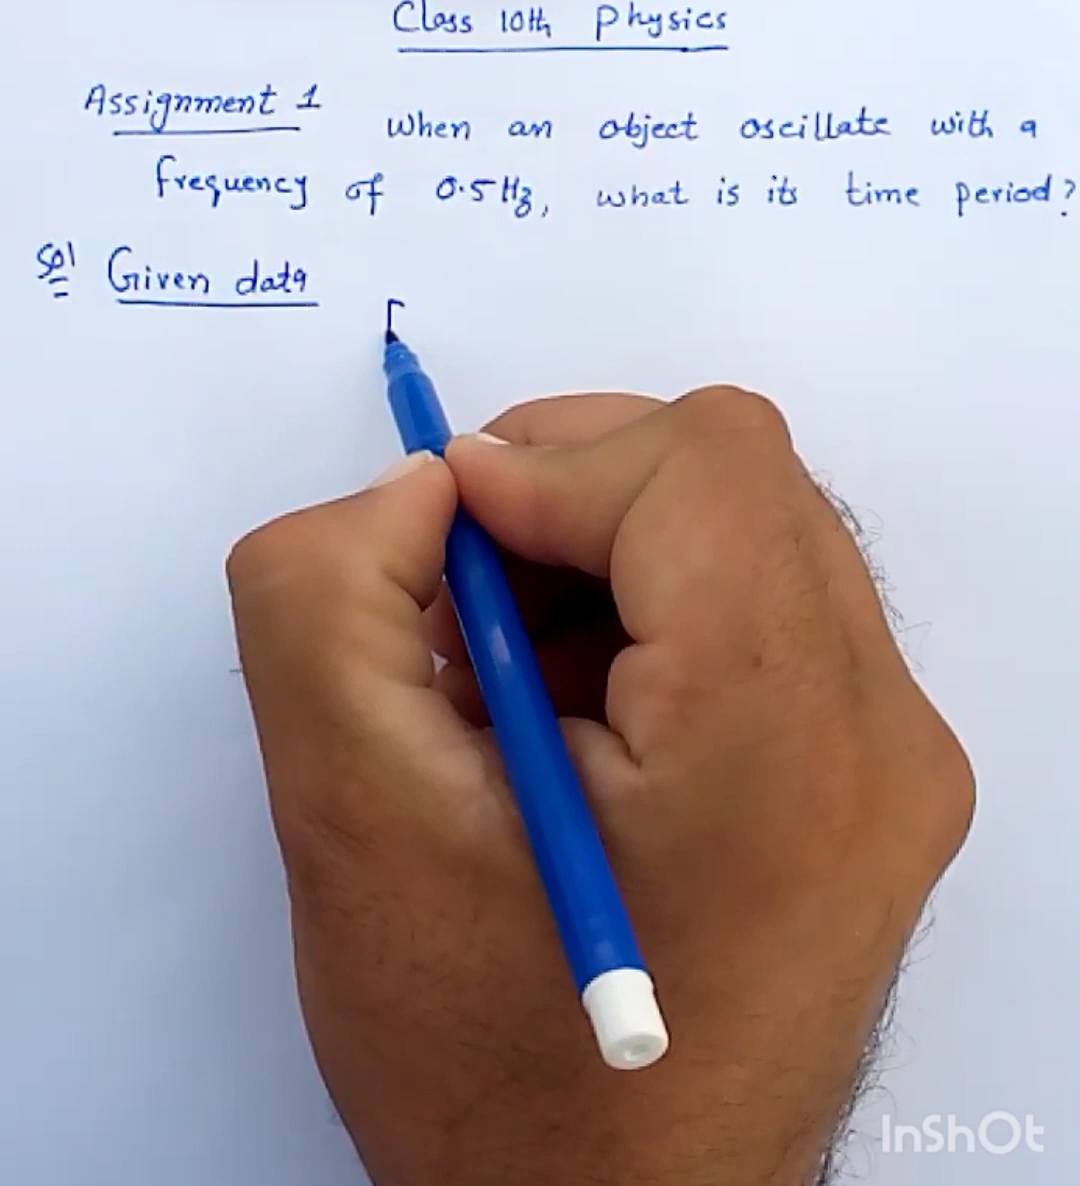 Class 10th Physics
Assignment 1 When an object oscillate with a
frequency of 0.5 Hz, what is its time period?
Sol Given data
InShOt